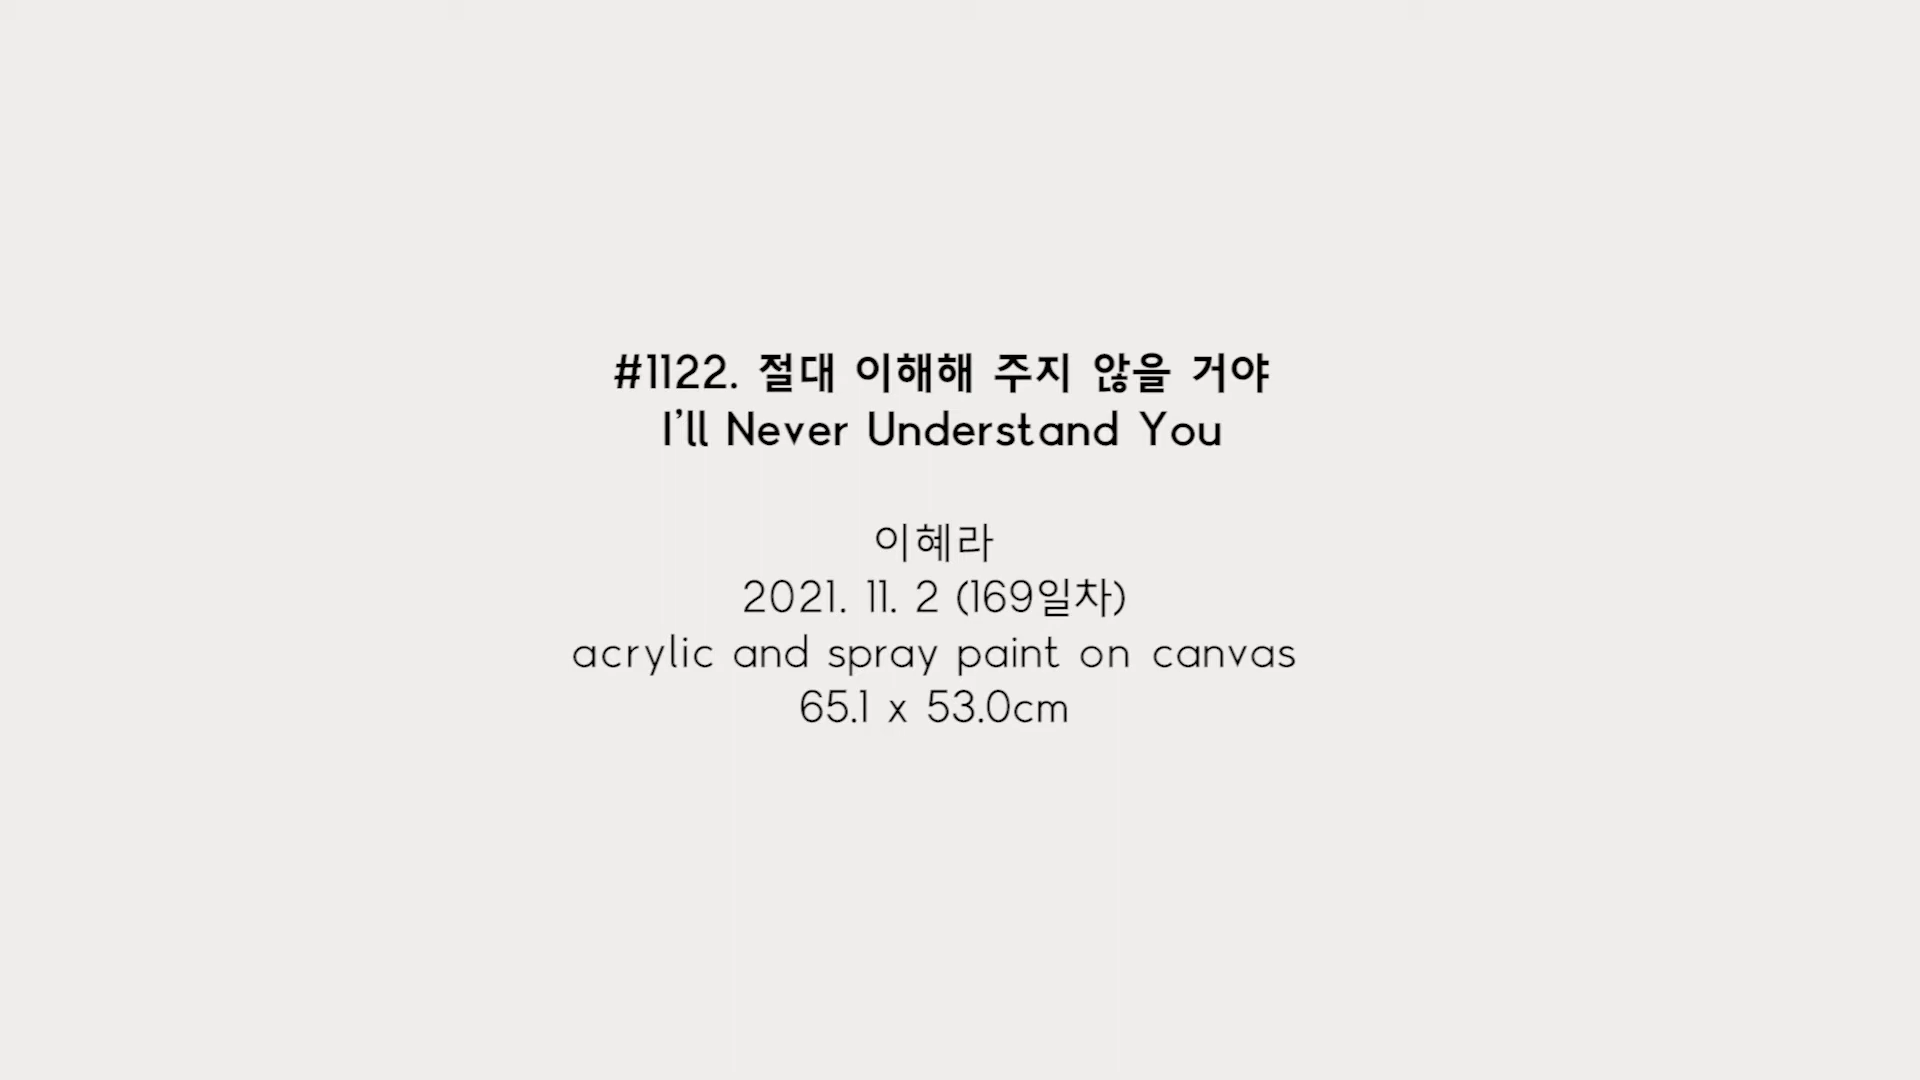 #1122. 절대 이해해 주지 않을 거야
I'll Never Understand You
이혜라
2021. 11. 2 (169일차)
acrylic and spray paint on canvas
65.1 x 53.0cm